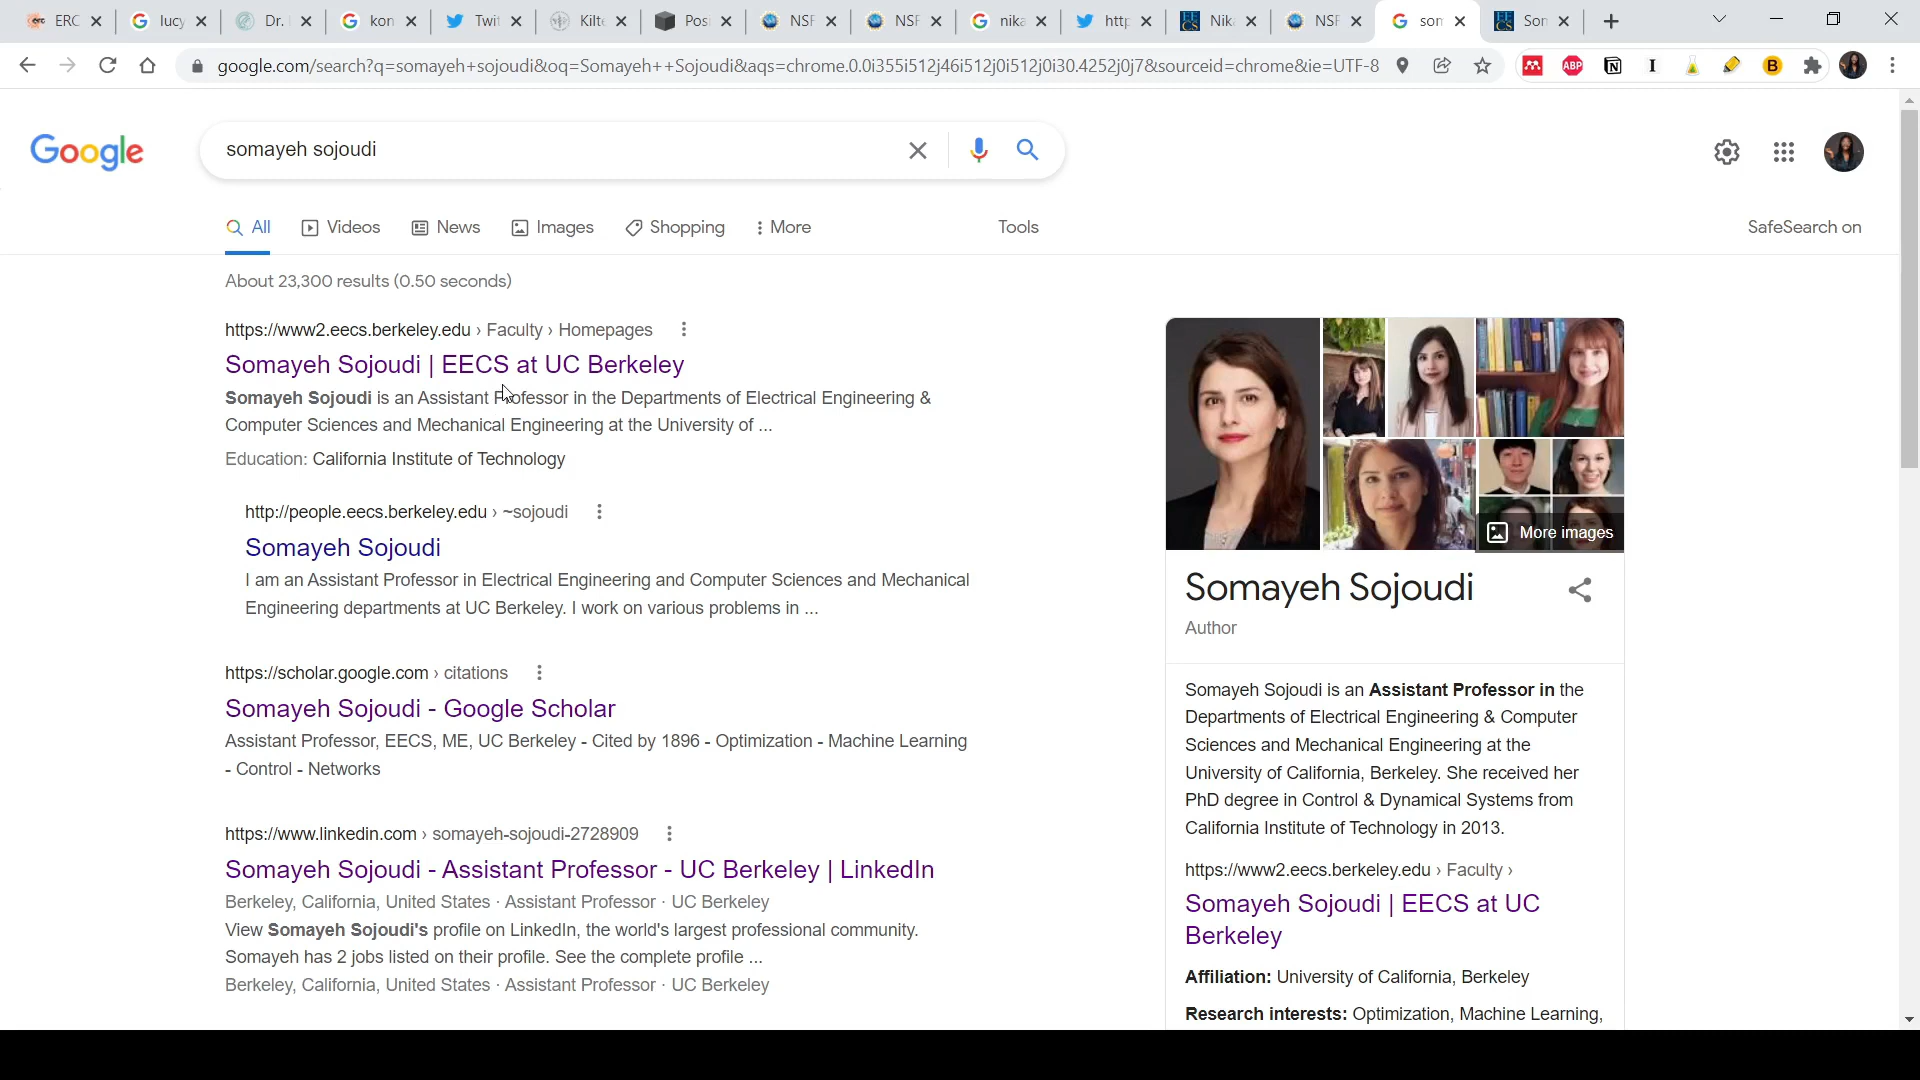 ERC
lucy
Dr.
kon
Twit
Kilte
Posi
NSF
NSF
nika
http
Nik
NSF
som
Som
google.com/search?q=somayeh+sojoudi&oq=Somayeh++Sojoudi&aqs=chrome.0.0i355i512j46i512j0i512j0i30.4252j0j7&sourceid=chrome&ie=UTF-8
ABP
I
B
Google
somayeh sojoudi
All
Videos
News
Images
Shopping
More
Tools
SafeSearch on
About 23,300 results (0.50 seconds)
https://www2.eecs.berkeley.edu › Faculty › Homepages
Somayeh Sojoudi | EECS at UC Berkeley
Somayeh Sojoudi is an Assistant Professor in the Departments of Electrical Engineering &
Computer Sciences and Mechanical Engineering at the University of ...
Education: California Institute of Technology
http://people.eecs.berkeley.edu › ~sojoudi
Somayeh Sojoudi
I am an Assistant Professor in Electrical Engineering and Computer Sciences and Mechanical
Engineering departments at UC Berkeley. I work on various problems in ...
https://scholar.google.com › citations
Somayeh Sojoudi - Google Scholar
Assistant Professor, EECS, ME, UC Berkeley - Cited by 1896 - Optimization - Machine Learning
- Control - Networks
https://www.linkedin.com › somayeh-sojoudi-2728909
Somayeh Sojoudi - Assistant Professor - UC Berkeley | LinkedIn
Berkeley, California, United States · Assistant Professor · UC Berkeley
View Somayeh Sojoudi's profile on LinkedIn, the world's largest professional community.
Somayeh has 2 jobs listed on their profile. See the complete profile ...
Berkeley, California, United States · Assistant Professor · UC Berkeley
More images
Somayeh Sojoudi
Author
Somayeh Sojoudi is an Assistant Professor in the
Departments of Electrical Engineering & Computer
Sciences and Mechanical Engineering at the
University of California, Berkeley. She received her
PhD degree in Control & Dynamical Systems from
California Institute of Technology in 2013.
https://www2.eecs.berkeley.edu › Faculty ›
Somayeh Sojoudi | EECS at UC
Berkeley
Affiliation: University of California, Berkeley
Research interests: Optimization, Machine Learning,